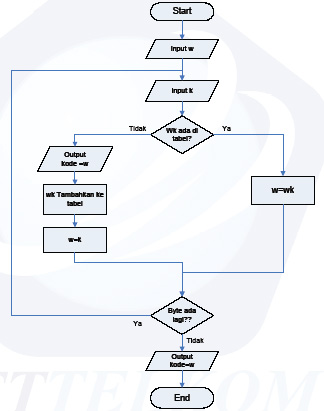 Start
Input w
Input k
Wk ada di
tabel?
Tidak
Ya
Output
kode =w
wk Tambahkan ke
tabel
w=k
w=wk
Byte ada
lagi??
Ya
Tidak
Output
kode=w
End